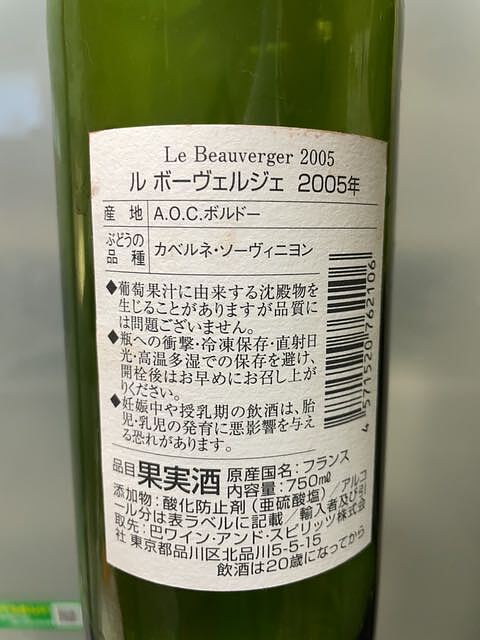 Le Beauverger 2005
ル ボーヴェルジェ 2005年
産地 A.O.C.ボルドー
ぶどうの品種 カベルネ・ソーヴィニヨン
◆葡萄果汁に由来する沈殿物を
生じることがありますが品質に
は問題ございません。
◆瓶への衝撃・冷凍保存・直射日
光・高温多湿での保存を避け、
開栓後はお早めにお召し上が
りください。
◆妊娠中や授乳期の飲酒は、胎
児・乳児の発育に悪影響を与え
る恐れがあります。
4 571520 762106
品目 果実酒 原産国名:フランス
内容量:750㎖
添加物:酸化防止剤(亜硫酸塩)/アルコ
ール分は表ラベルに記載/輸入者及び引
取先:巴ワイン・アンド・スピリッツ株式会
社 東京都品川区北品川5-5-15
飲酒は20歳になってから